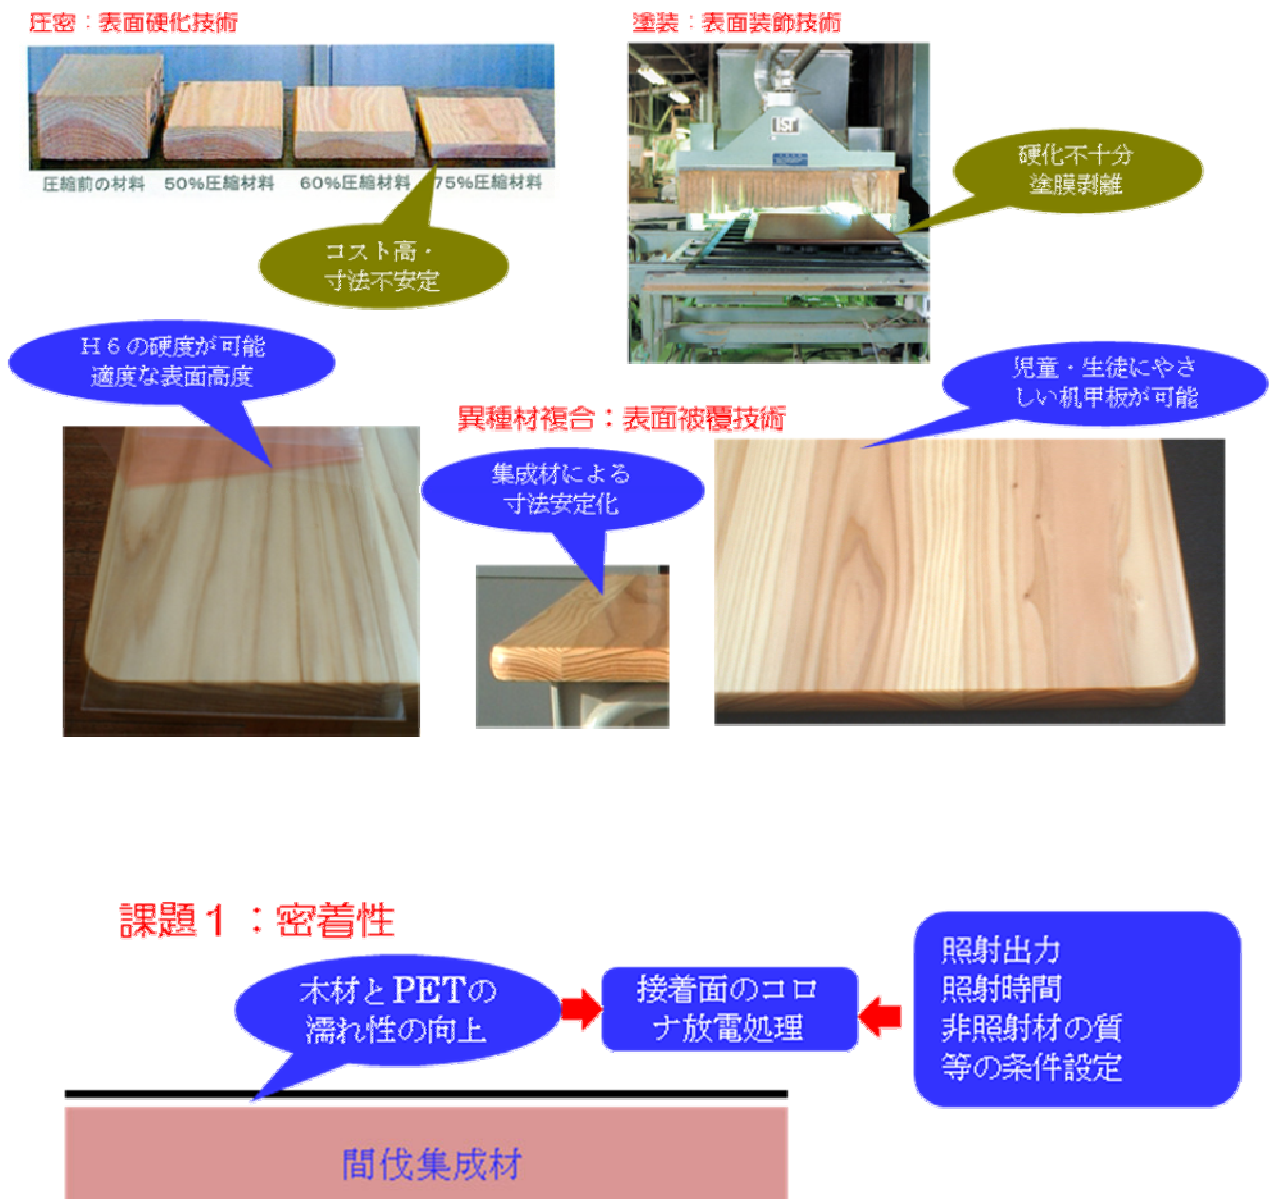 圧密：表面硬化技術
塗装：表面装飾技術
IST
圧縮前の材料 50%圧縮材料 60%圧縮材料 75%圧縮材料
コスト高・
寸法不安定
硬化不十分
塗膜剥離
Ｈ６の硬度が可能
適度な表面高度
児童・生徒にやさ
しい机甲板が可能
異種材複合：表面被覆技術
集成材による
寸法安定化
課題１：密着性
木材とPETの
濡れ性の向上
接着面のコロ
ナ放電処理
照射出力
照射時間
非照射材の質
等の条件設定
間伐集成材